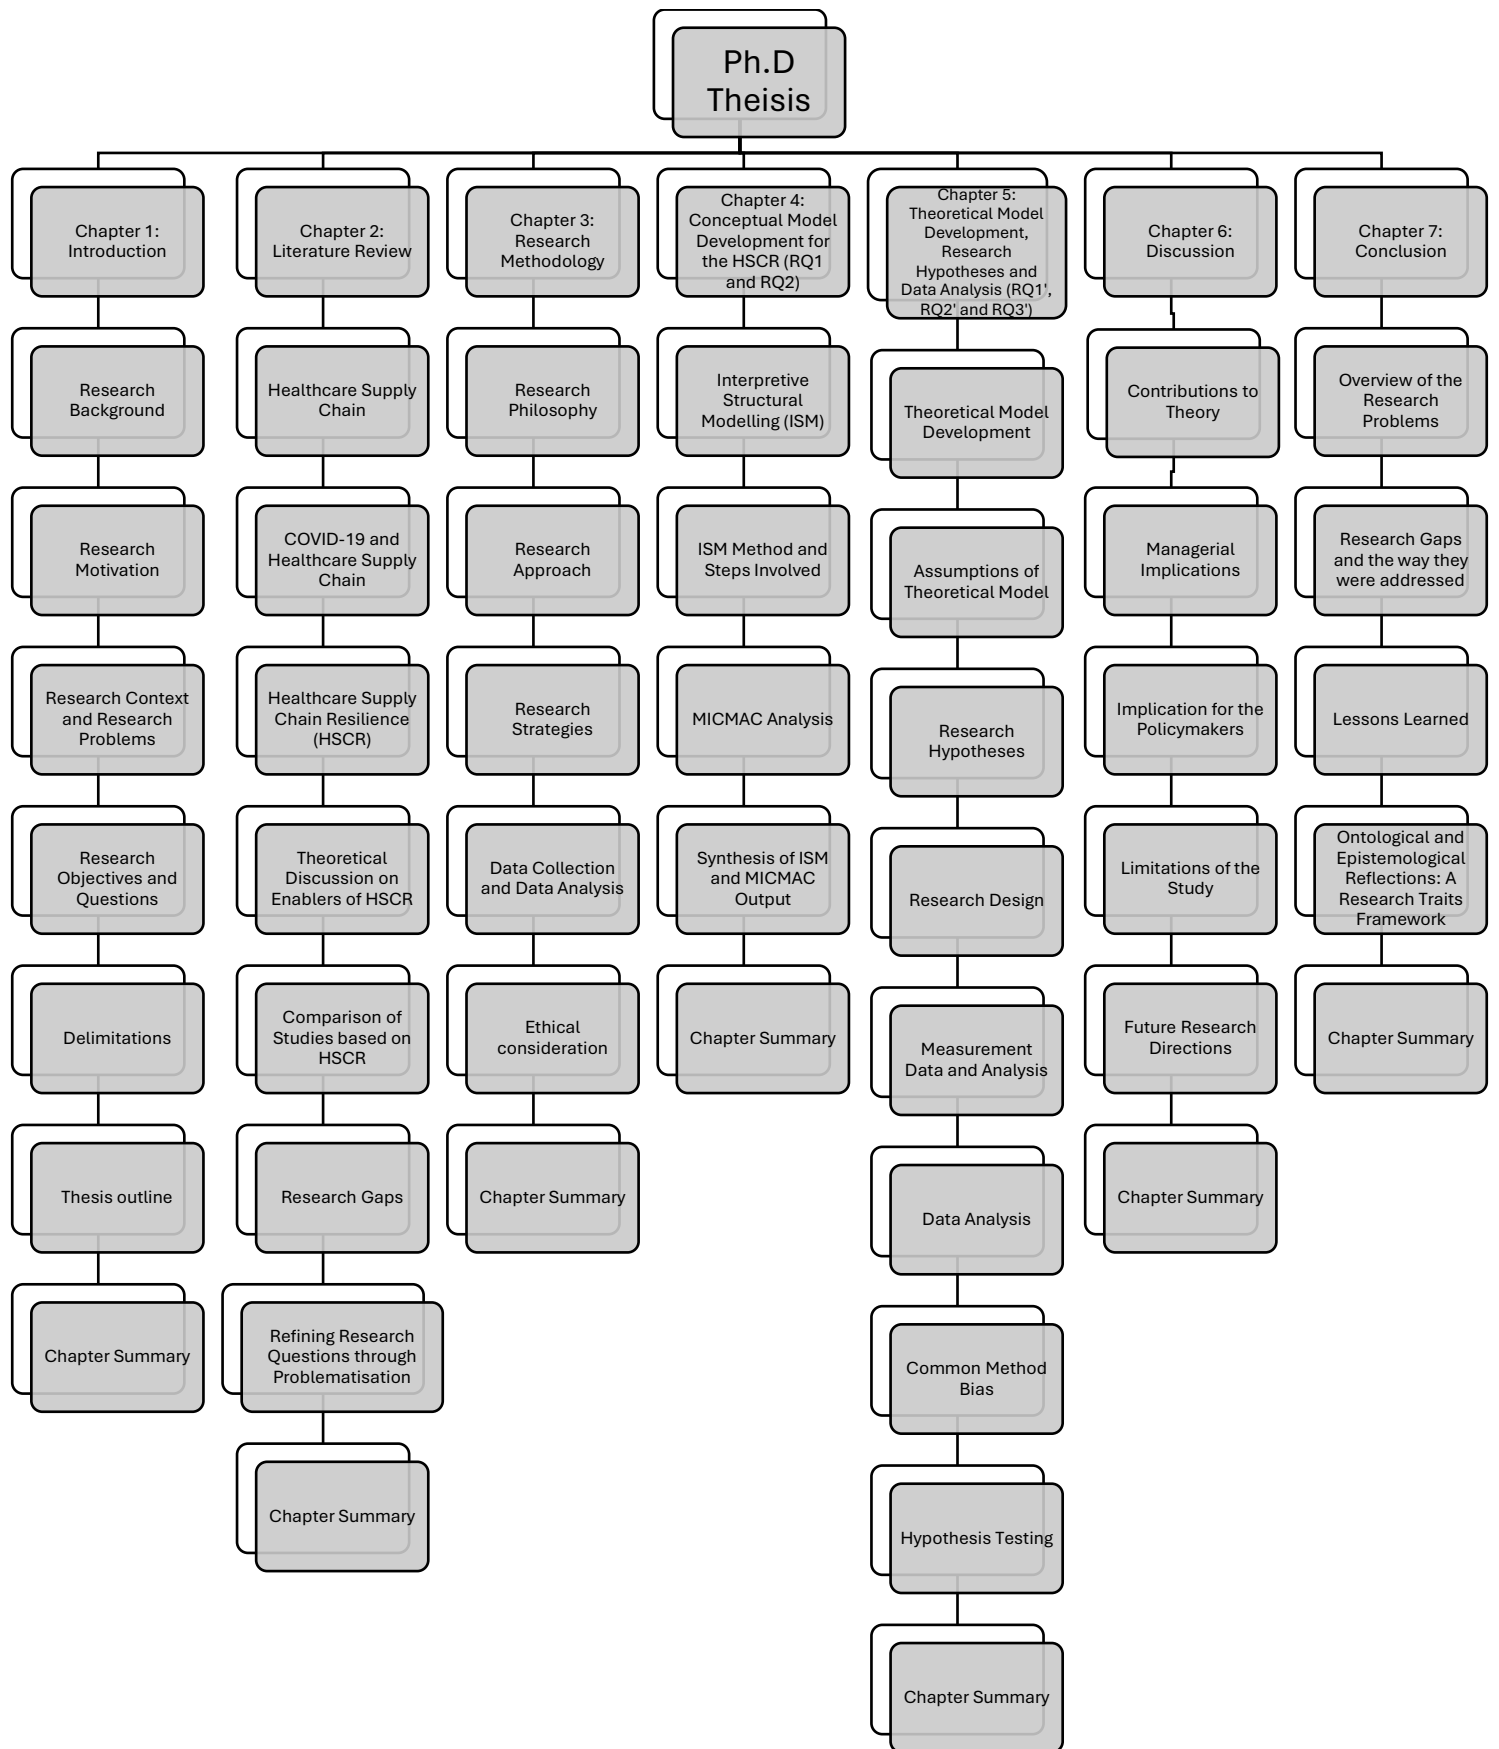 Ph.D
Theisis
Chapter 1:
Introduction
Research
Background
Research
Motivation
Research Context
and Research
Problems
Research
Objectives and
Questions
Delimitations
Thesis outline
Chapter Summary
Chapter 2:
Literature Review
Healthcare Supply
Chain
COVID-19 and
Healthcare Supply
Chain
Healthcare Supply
Chain Resilience
(HSCR)
Theoretical
Discussion on
Enablers of HSCR
Comparison of
Studies based on
HSCR
Research Gaps
Refining Research
Questions through
Problematisation
Chapter Summary
Chapter 3:
Research
Methodology
Research
Philosophy
Research
Approach
Research
Strategies
Data Collection
and Data Analysis
Ethical
consideration
Chapter Summary
Chapter 4:
Conceptual Model
Development for
the HSCR (RQ1
and RQ2)
Interpretive
Structural
Modelling (ISM)
ISM Method and
Steps Involved
MICMAC Analysis
Synthesis of ISM
and MICMAC
Output
Chapter Summary
Chapter 5:
Theoretical Model
Development,
Research
Hypotheses and
Data Analysis (RQ1',
RQ2' and RQ3')
Theoretical Model
Development
Assumptions of
Theoretical Model
Research
Hypotheses
Research Design
Measurement
Data and Analysis
Data Analysis
Common Method
Bias
Hypothesis Testing
Chapter Summary
Chapter 6:
Discussion
Contributions to
Theory
Managerial
Implications
Implication for the
Policymakers
Limitations of the
Study
Future Research
Directions
Chapter Summary
Chapter 7:
Conclusion
Overview of the
Research
Problems
Research Gaps
and the way they
were addressed
Lessons Learned
Ontological and
Epistemological
Reflections: A
Research Traits
Framework
Chapter Summary